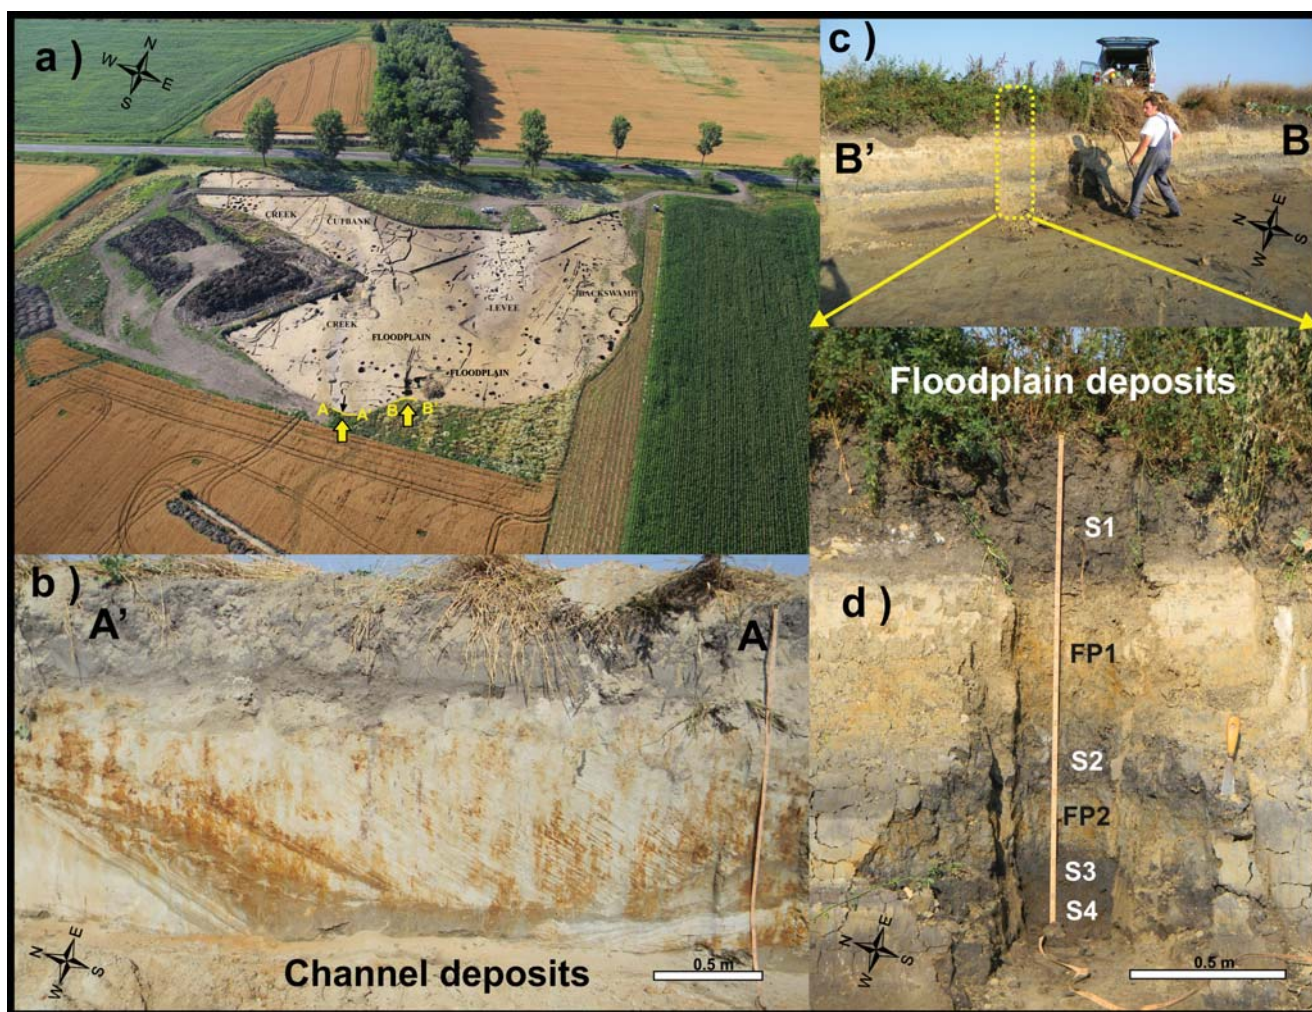 a )
N
W
E
S
CREEK
CUTBANK
LEVEE
BACKSWAMP
CREEK
FLOODPLAIN
FLOODPLAIN
A A
B B'
b )
A'
A
N
E
W
S
Channel deposits
0.5 m
c )
B'
B
N
E
W
S
Floodplain deposits
d )
S1
FP1
S2
FP2
S3
S4
N
E
W
S
0.5 m